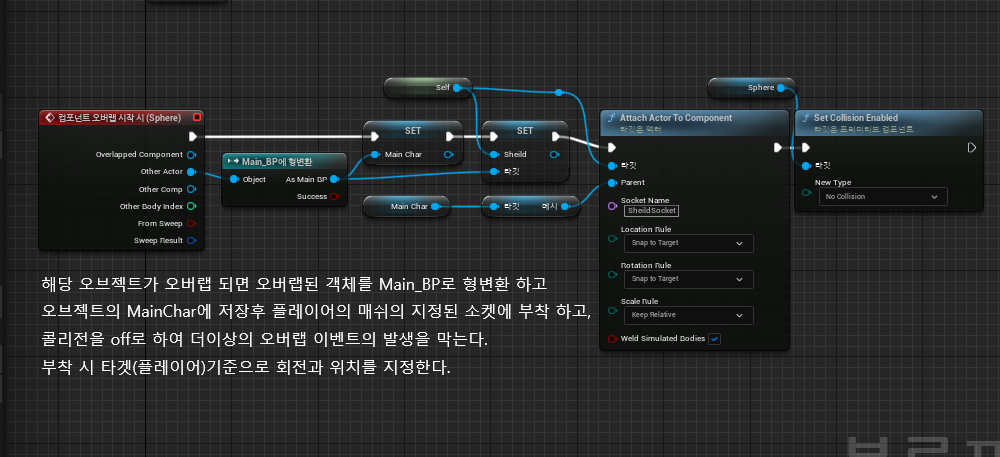 Self
Sphere
컴포넌트 오버랩 시작 시 (Sphere)
Overlapped Component
Other Actor
Other Comp
Other Body Index
From Sweep
Sweep Result
Main_BP에 형변환
Object
As Main BP
Success
SET
Main Char
SET
Sheild
타깃
Main Char
타깃
메시
Attach Actor To Component
타깃은 액터
타깃
Parent
Socket Name
SheildSocket
Location Rule
Snap to Target
Rotation Rule
Snap to Target
Scale Rule
Keep Relative
Weld Simulated Bodies
Set Collision Enabled
타깃은 프리미티브 컴포넌트
타깃
New Type
No Collision
해당 오브젝트가 오버랩 되면 오버랩된 객체를 Main_BP로 형변환 하고
오브젝트의 MainChar에 저장후 플레이어의 매쉬의 지정된 소켓에 부착 하고,
콜리전을 off로 하여 더이상의 오버랩 이벤트의 발생을 막는다.
부착 시 타겟(플레이어)기준으로 회전과 위치를 지정한다.